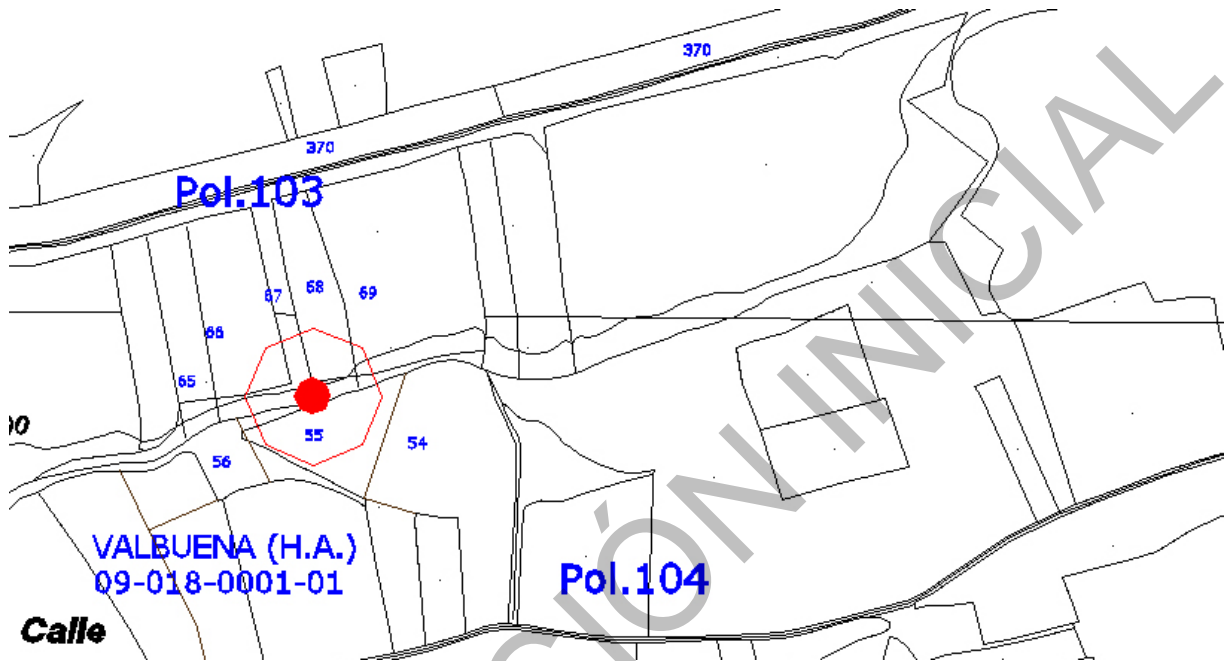 370
370
Pol.103
67
68
69
66
65
55
54
56
VALBUENA (H.A.)
09-018-0001-01
Pol.104
Calle
CIÓN INICIAL